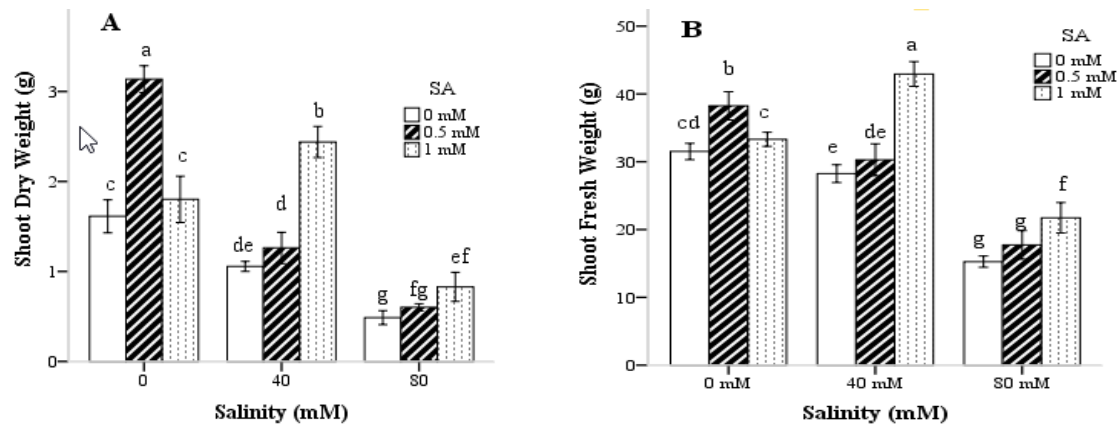 A
a
Shoot Dry Weight (g)
3
2
1
0
SA
0 mM
0.5 mM
1 mM
c
c
de
d
b
g
fg
ef
0
40
80
Salinity (mM)
B
Shoot Fresh Weight (g)
50
40
30
20
10
0
SA
0 mM
0.5 mM
1 mM
cd
b
c
e
de
a
g
g
f
0 mM
40 mM
80 mM
Salinity (mM)